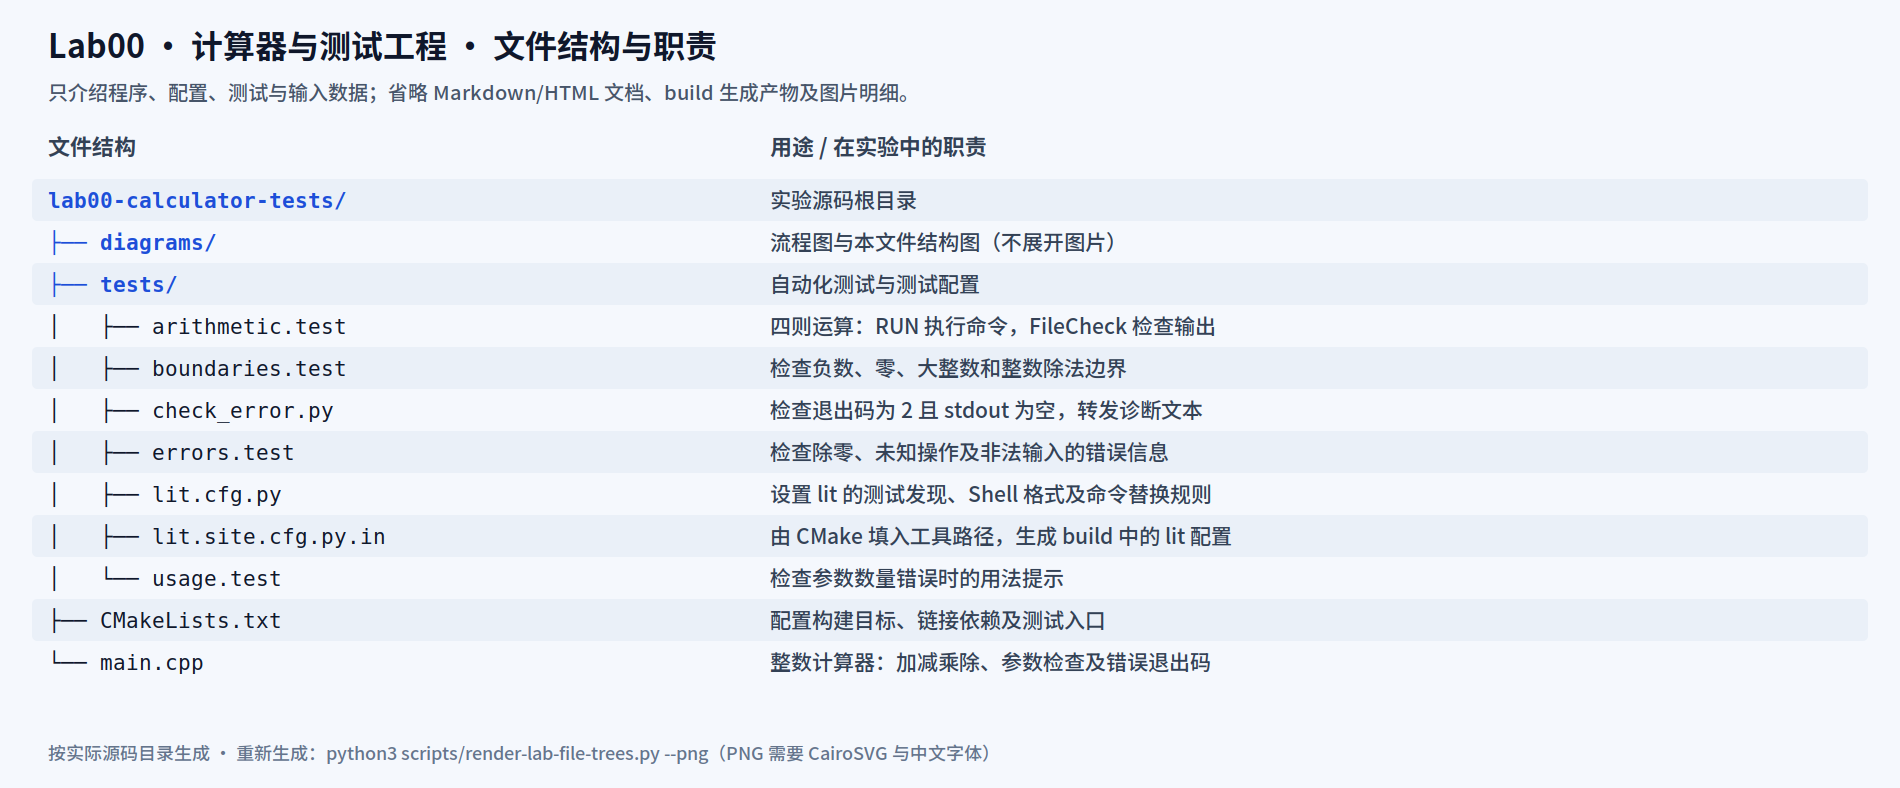 Lab00 • 计算器与测试工程 • 文件结构与职责
只介绍程序、配置、测试与输入数据；省略 Markdown/HTML 文档、build 生成产物及图片明细。
文件结构 用途 / 在实验中的职责
lab00-calculator-tests/ 实验源码根目录
├── diagrams/ 流程图与本文件结构图（不展开图片）
├── tests/ 自动化测试与测试配置
│   ├── arithmetic.test 四则运算：RUN 执行命令，FileCheck 检查输出
│   ├── boundaries.test 检查负数、零、大整数和整数除法边界
│   ├── check_error.py 检查退出码为 2 且 stdout 为空，转发诊断文本
│   ├── errors.test 检查除零、未知操作及非法输入的错误信息
│   ├── lit.cfg.py 设置 lit 的测试发现、Shell 格式及命令替换规则
│   ├── lit.site.cfg.py.in 由 CMake 填入工具路径，生成 build 中的 lit 配置
│   └── usage.test 检查参数数量错误时的用法提示
├── CMakeLists.txt 配置构建目标、链接依赖及测试入口
└── main.cpp 整数计算器：加减乘除、参数检查及错误退出码
按实际源码目录生成 • 重新生成：python3 scripts/render-lab-file-trees.py --png（PNG 需要 CairoSVG 与中文字体）